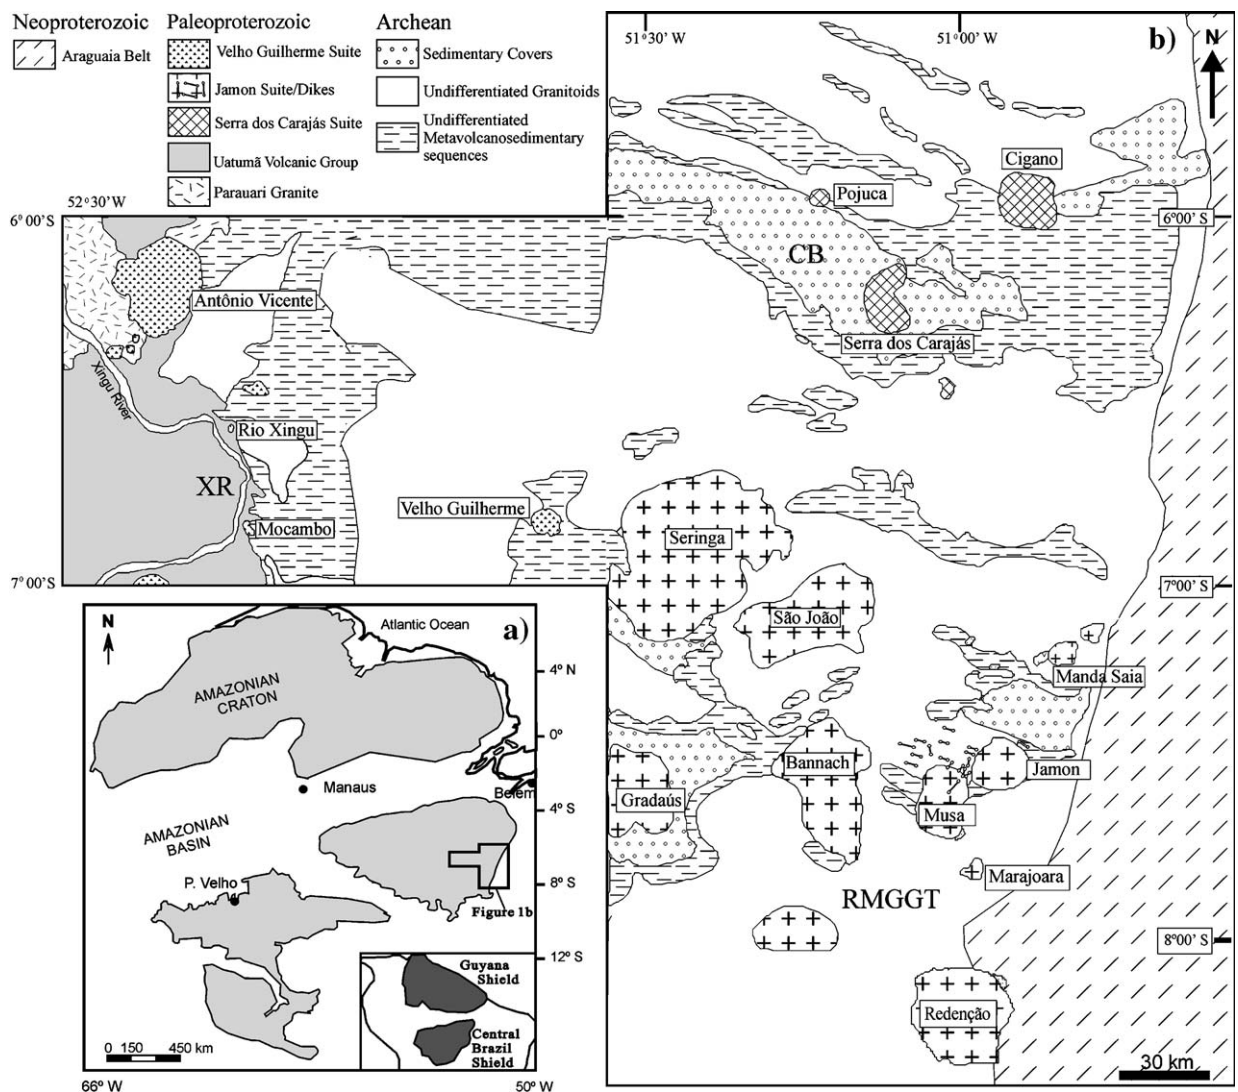 Neoproterozoic
Araguaia Belt
Paleoproterozoic
Velho Guilherme Suite
Jamon Suite/Dikes
Serra dos Carajás Suite
Uatumã Volcanic Group
Parauari Granite
Archean
Sedimentary Covers
Undifferentiated Granitoids
Undifferentiated
Metavolcanosedimentary
sequences
51°30' W
51°00' W
b)
N
52°30' W
6°00'S
6°00' S
Cigano
Pojuca
CB
Antônio Vicente
Serra dos Carajás
Xingu River
Rio Xingu
XR
Velho Guilherme
Mocambo
Seringa
7°00'S
7°00' S
São João
Manda Saia
Bannach
Jamon
Gradaús
Musa
Marajoara
RMGGT
8°00' S
Redenção
30 km
N
a)
Atlantic Ocean
AMAZONIAN
CRATON
4° N
0°
Manaus
Belém
4° S
AMAZONIAN
BASIN
P. Velho
8° S
Figure 1b
12° S
Guyana
Shield
Central
Brazil
Shield
0 150 450 km
66° W
50° W